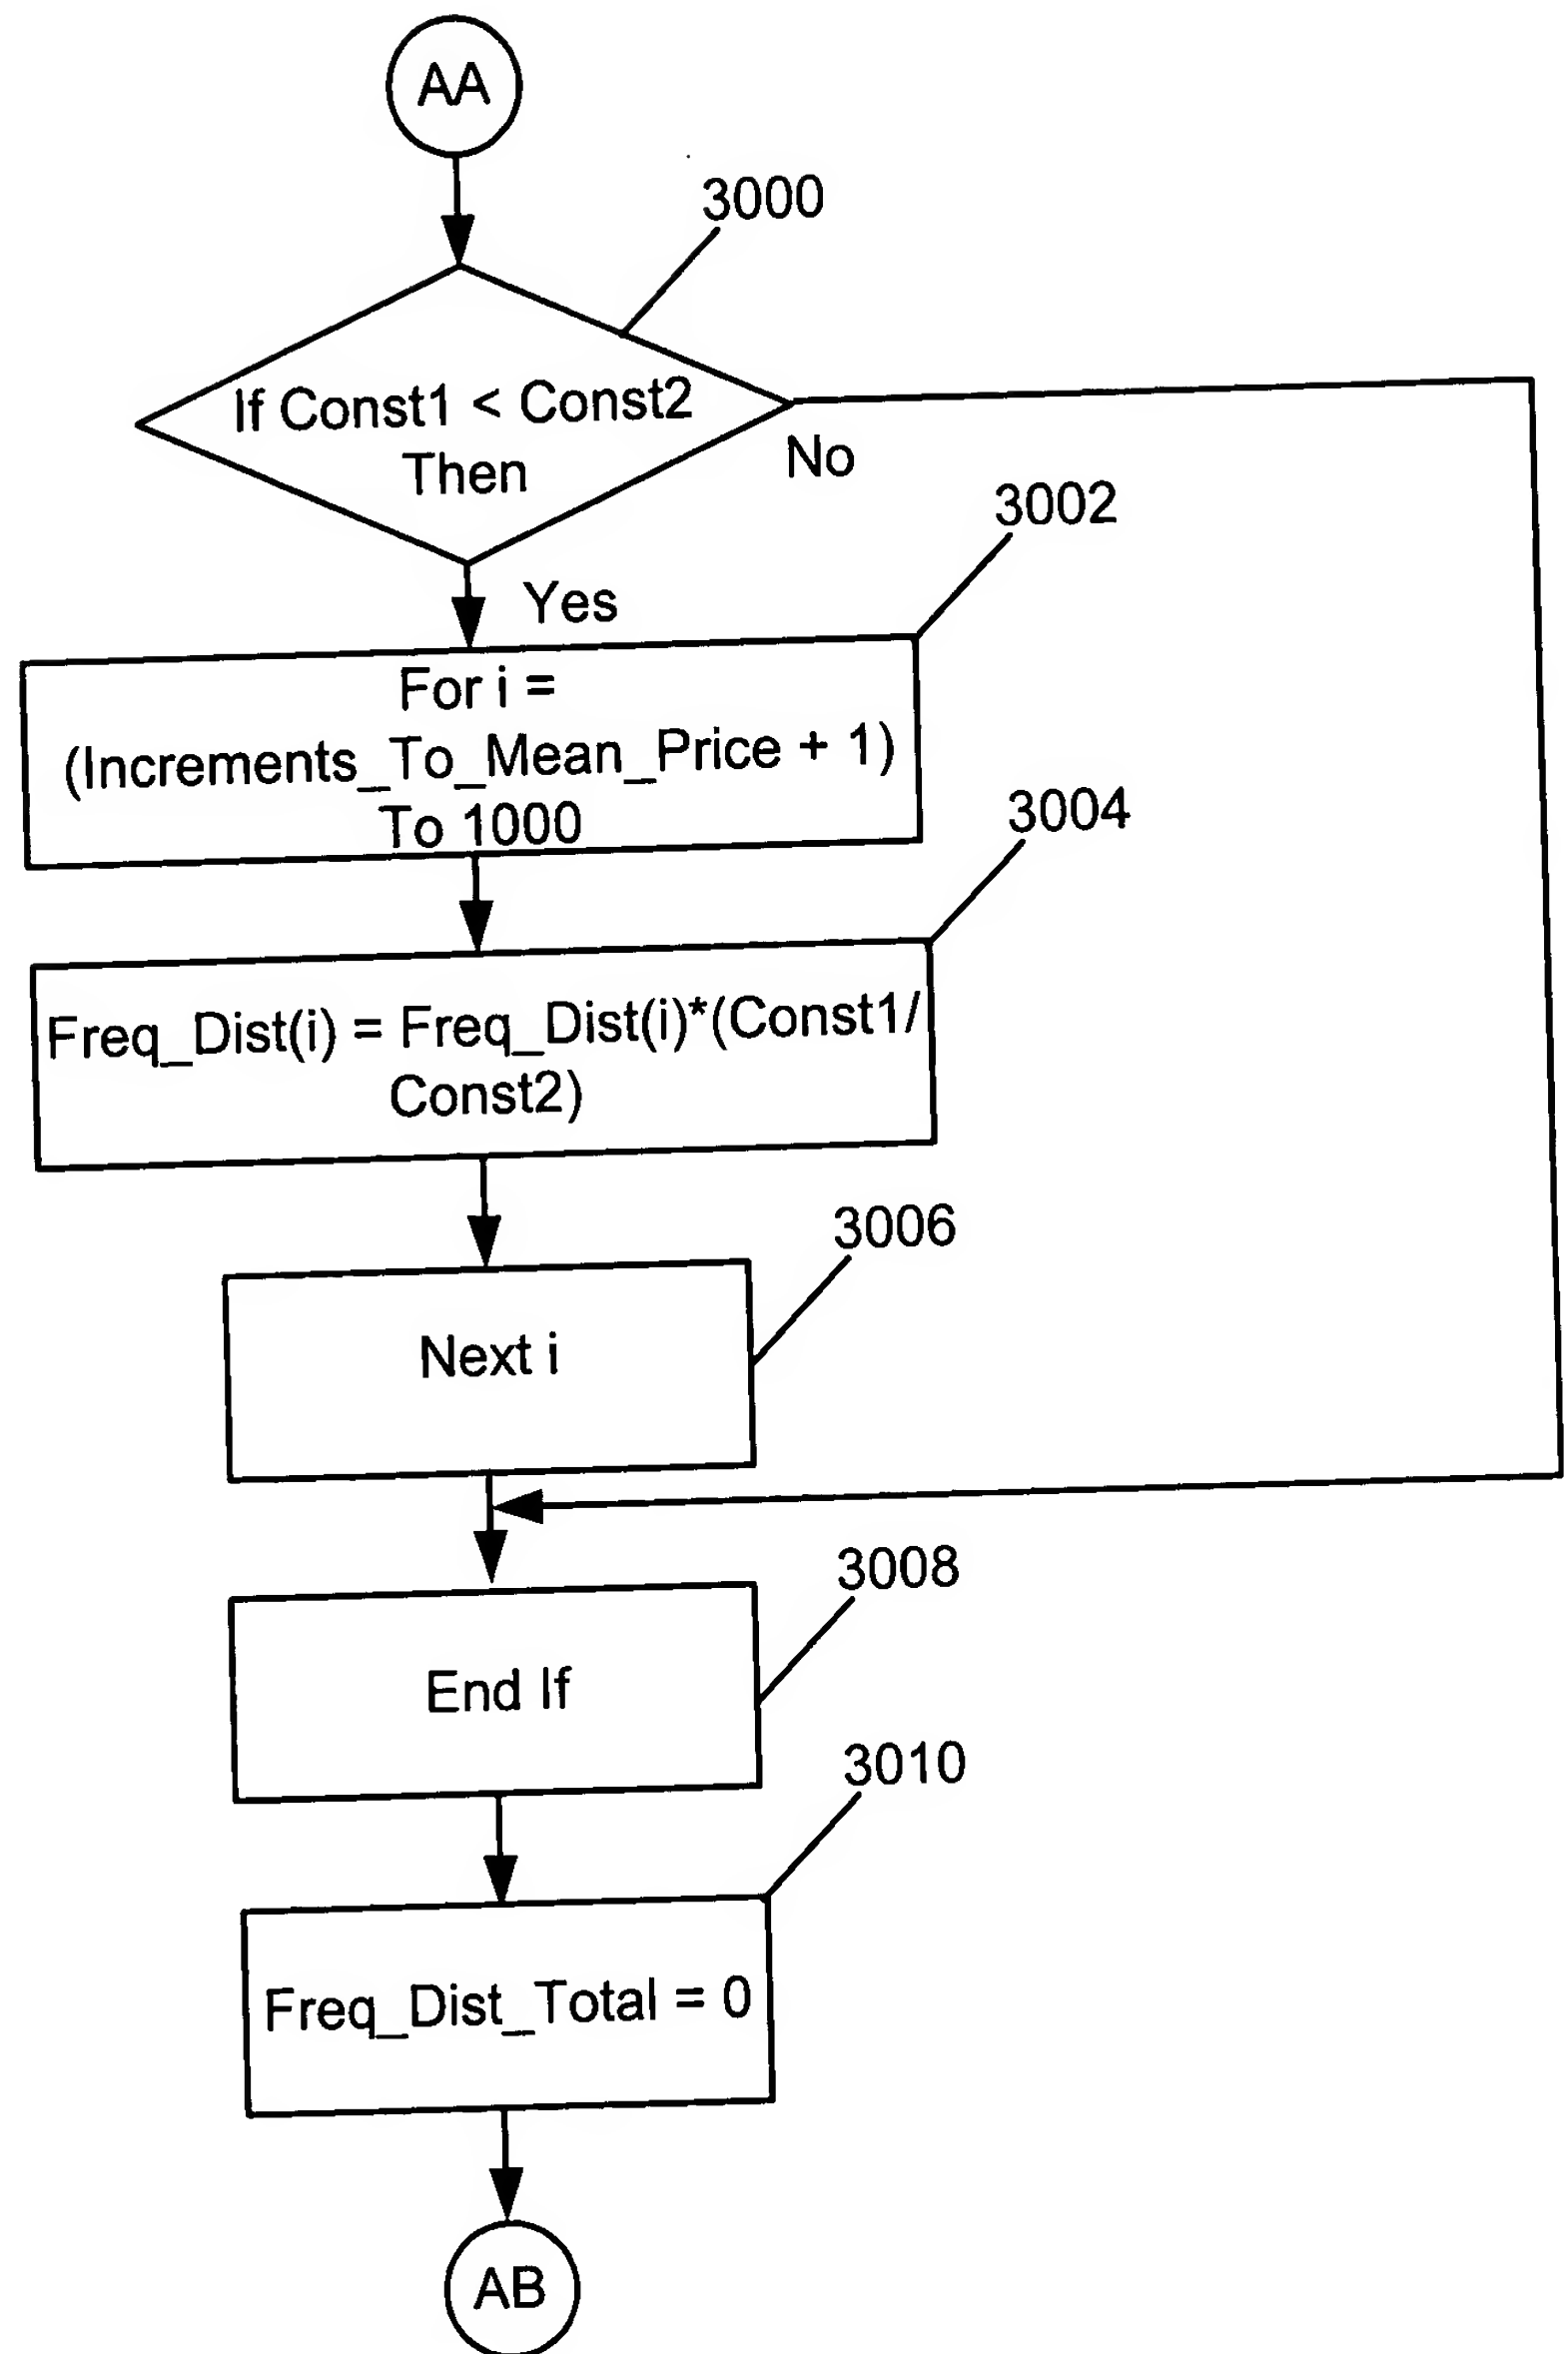 AA
3000
If Const1 < Const2
Then
No
3002
Yes
For i =
(Increments_To_Mean_Price + 1)
To 1000
3004
Freq_Dist(i) = Freq_Dist(i)*(Const1/
Const2)
3006
Next i
3008
End If
3010
Freq_Dist_Total = 0
AB